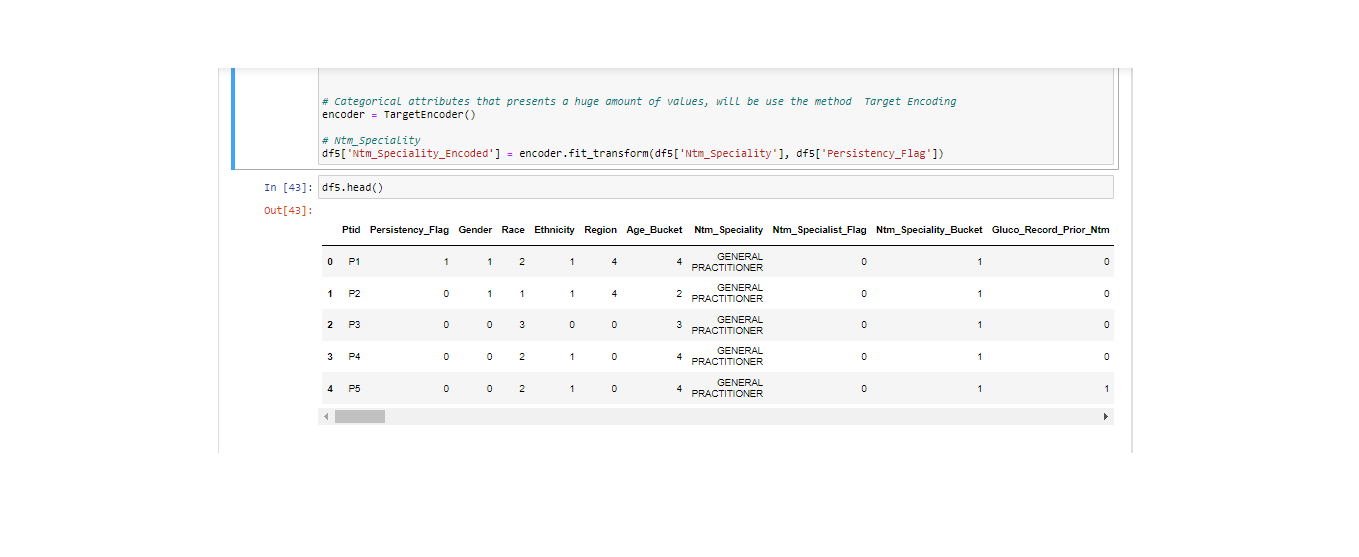 # Categorical attributes that presents a huge amount of values, will be use the method  Target Encoding
encoder = TargetEncoder()
# Ntm_Speciality
df5['Ntm_Speciality_Encoded'] = encoder.fit_transform(df5['Ntm_Speciality'], df5['Persistency_Flag'])
In [43]: df5.head()
Out[43]:
Ptid Persistency_Flag Gender Race Ethnicity Region Age_Bucket Ntm_Speciality Ntm_Specialist_Flag Ntm_Speciality_Bucket Gluco_Record_Prior_Ntm
0 P1 1 1 2 1 4 4 GENERAL PRACTITIONER 0 1 0
1 P2 0 1 1 1 4 2 GENERAL PRACTITIONER 0 1 0
2 P3 0 0 3 0 0 3 GENERAL PRACTITIONER 0 1 0
3 P4 0 0 2 1 0 4 GENERAL PRACTITIONER 0 1 0
4 P5 0 0 2 1 0 4 GENERAL PRACTITIONER 0 1 1